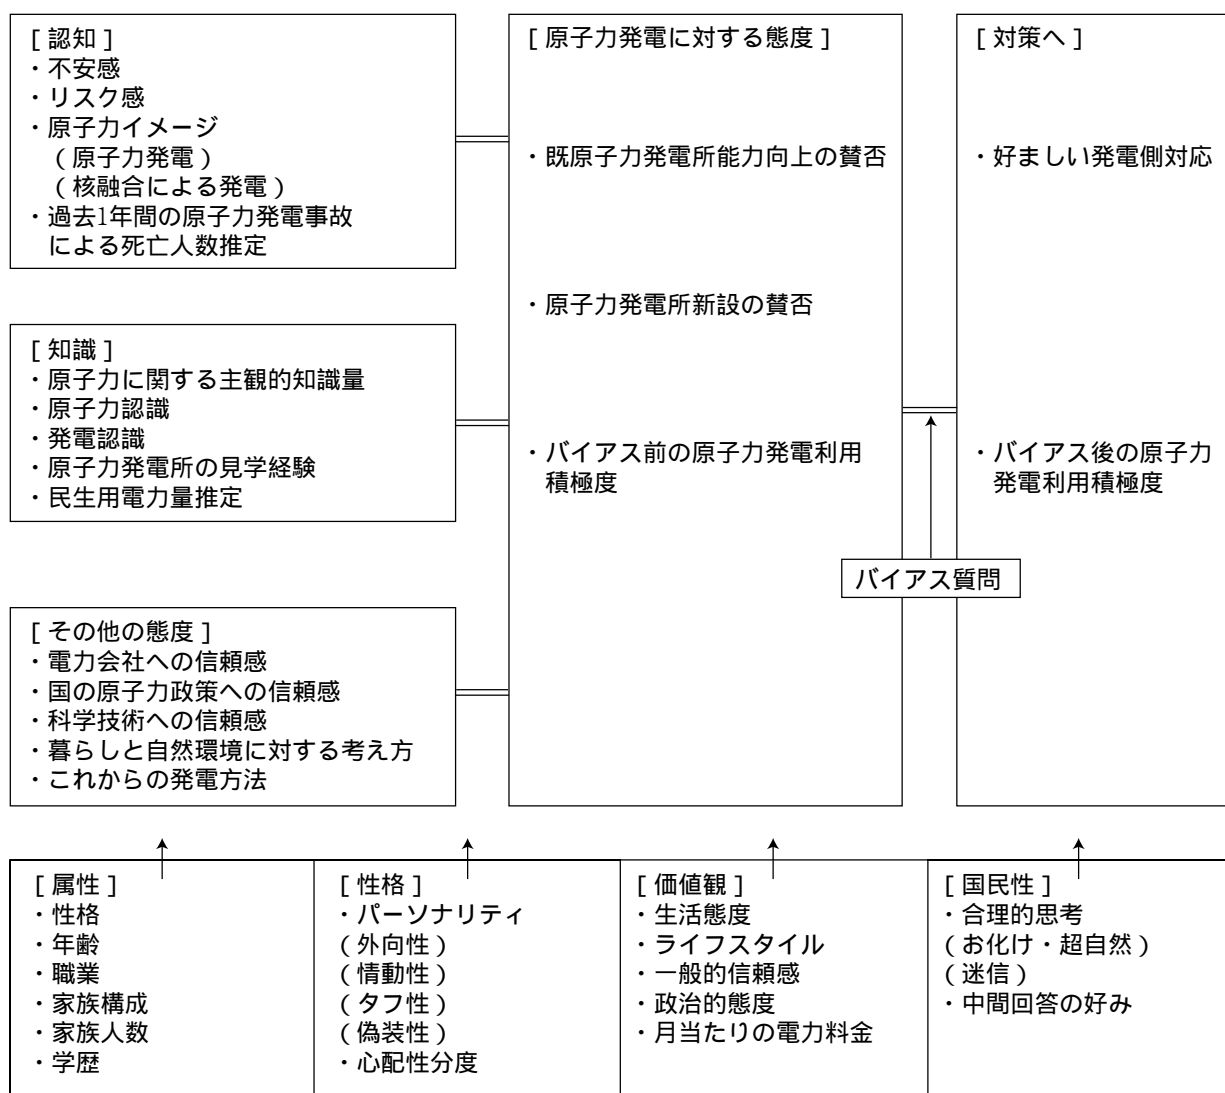 [ 認知 ]
・不安感
・リスク感
・原子力イメージ
( 原子力発電 )
( 核融合による発電 )
・過去1年間の原子力発電事故
による死亡人数推定
[ 知識 ]
・原子力に関する主観的知識量
・原子力認識
・発電認識
・原子力発電所の見学経験
・民生用電力量推定
[ その他の態度 ]
・電力会社への信頼感
・国の原子力政策への信頼感
・科学技術への信頼感
・暮らしと自然環境に対する考え方
・これからの発電方法
[ 原子力発電に対する態度 ]
・既原子力発電所能力向上の賛否
・原子力発電所新設の賛否
・バイアス前の原子力発電利用
積極度
バイアス質問
[ 対策へ ]
・好ましい発電側対応
・バイアス後の原子力
発電利用積極度
[ 属性 ]
・性格
・年齢
・職業
・家族構成
・家族人数
・学歴
[ 性格 ]
・パーソナリティ
( 外向性 )
( 情動性 )
( タフ性 )
( 偽装性 )
・心配性分度
[ 価値観 ]
・生活態度
・ライフスタイル
・一般的信頼感
・政治的態度
・月当たりの電力料金
[ 国民性 ]
・合理的思考
( お化け・超自然 )
( 迷信 )
・中間回答の好み